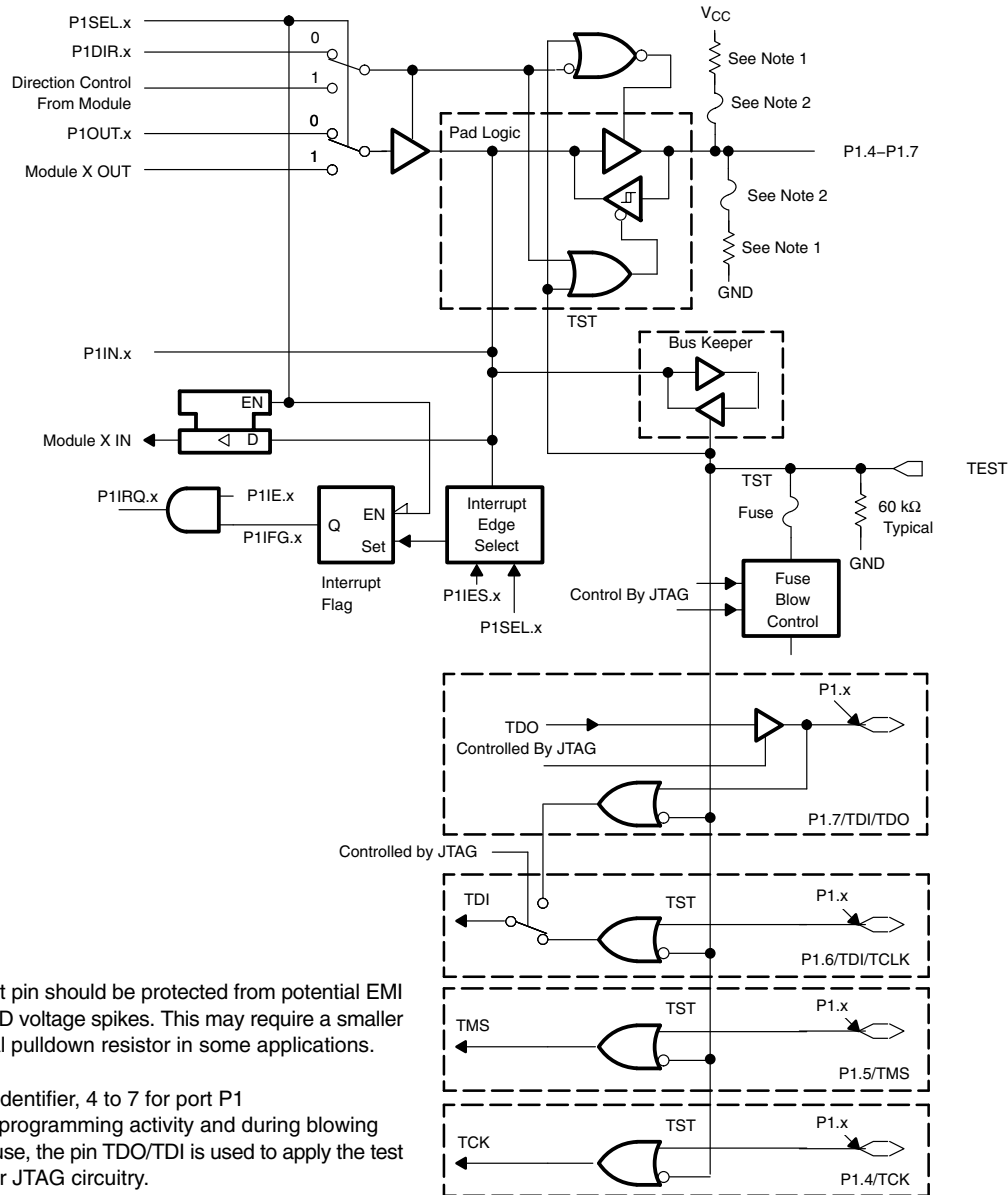 P1SEL.x
P1DIR.x
0
1
Direction Control
From Module
P1OUT.x
0
1
Module X OUT
Pad Logic
TST
VCC
See Note 1
See Note 2
P1.4–P1.7
See Note 2
See Note 1
GND
P1IN.x
Bus Keeper
EN
D
Module X IN
P1IRQ.x
P1IE.x
P1IFG.x
Q
EN
Set
Interrupt
Flag
Interrupt
Edge
Select
P1IES.x
P1SEL.x
TST
TEST
Fuse
60 kΩ
Typical
GND
Control By JTAG
Fuse
Blow
Control
TDO
Controlled By JTAG
P1.x
P1.7/TDI/TDO
Controlled by JTAG
TDI
TST
P1.x
P1.6/TDI/TCLK
TMS
TST
P1.x
P1.5/TMS
TCK
TST
P1.x
P1.4/TCK
t pin should be protected from potential EMI
D voltage spikes. This may require a smaller
l pulldown resistor in some applications.
dentifier, 4 to 7 for port P1
programming activity and during blowing
use, the pin TDO/TDI is used to apply the test
r JTAG circuitry.